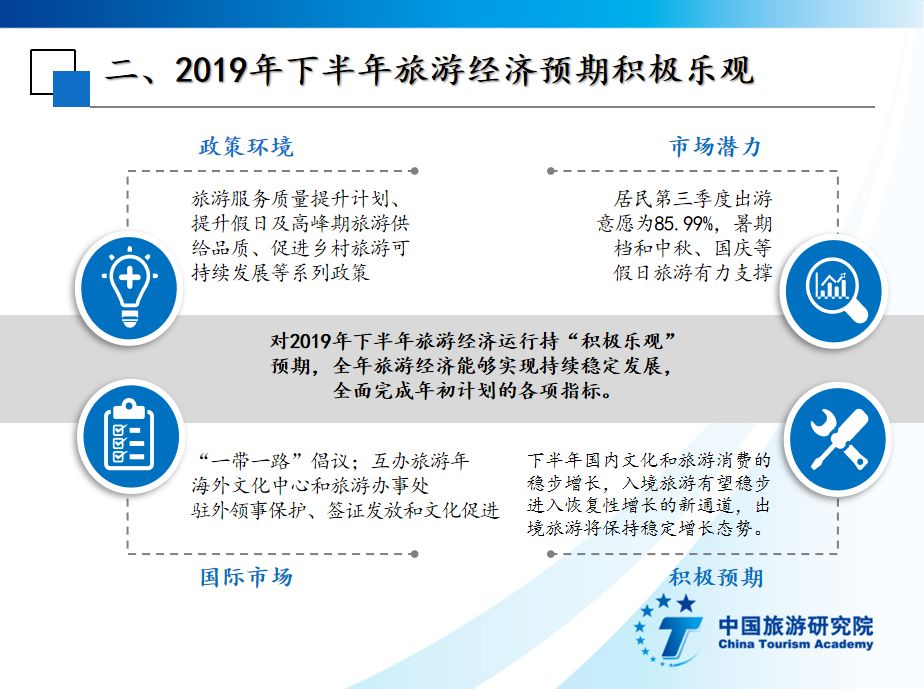 二、2019年下半年旅游经济预期积极乐观
政策环境
旅游服务质量提升计划、
提升假日及高峰期旅游供
给品质、促进乡村旅游可
持续发展等系列政策
市场潜力
居民第三季度出游
意愿为85.99%，暑期
档和中秋、国庆等
假日旅游有力支撑
对2019年下半年旅游经济运行持“积极乐观”
预期，全年旅游经济能够实现持续稳定发展，
全面完成年初计划的各项指标。
“一带一路”倡议；互办旅游年
海外文化中心和旅游办事处
驻外领事保护、签证发放和文化促进
国际市场
下半年国内文化和旅游消费的
稳步增长，入境旅游有望稳步
进入恢复性增长的新通道，出
境旅游将保持稳定增长态势。
积极预期
中国旅游研究院
China Tourism Academy